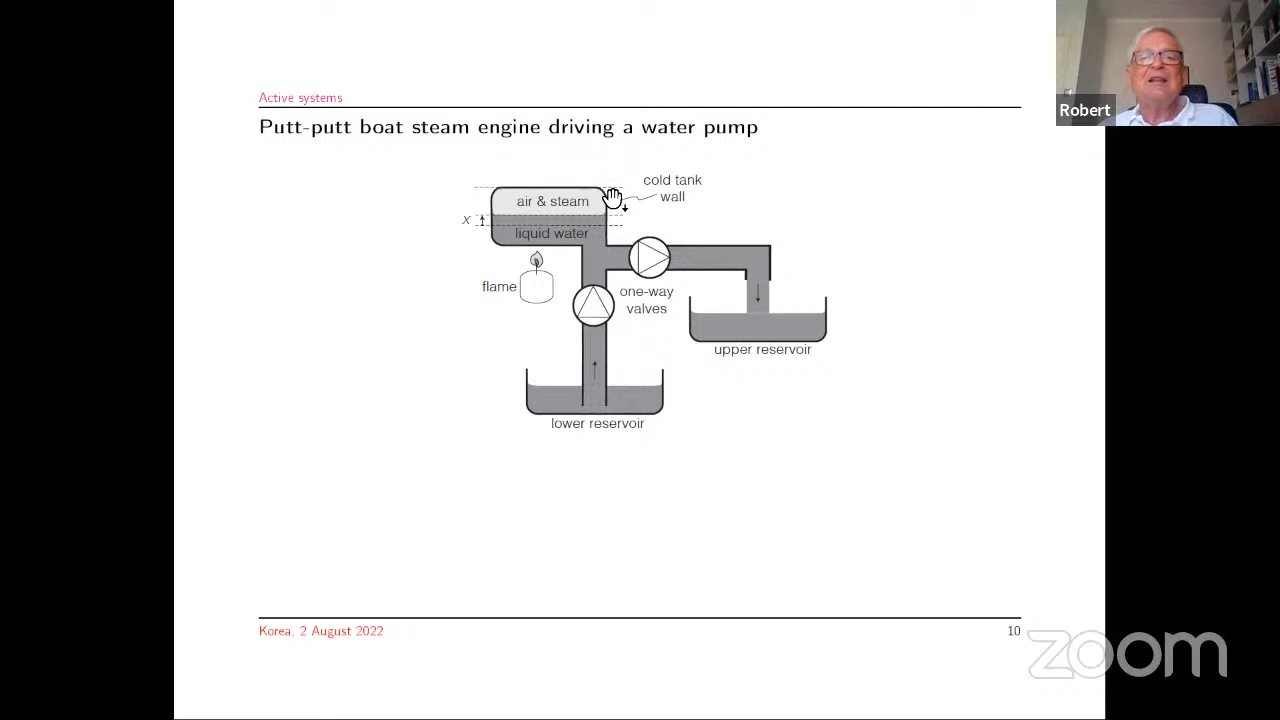 Active systems
Putt-putt boat steam engine driving a water pump
cold tank
wall
air & steam
x
liquid water
flame
one-way
valves
upper reservoir
lower reservoir
Korea, 2 August 2022
10
Robert
zoom